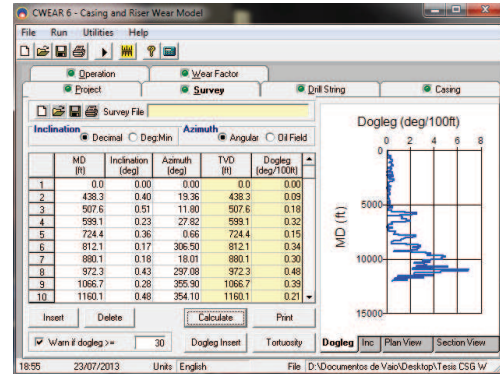 CWEAR 6 - Casing and Riser Wear Model
File Run Utilities Help
Operation Wear Factor
Project Survey Drill String Casing
Survey File
Inclination Decimal Deg:Min Azimuth Angular Oil Field
MD (ft) Inclination (deg) Azimuth (deg) TVD (ft) Dogleg (deg/100ft)
1 0.0 0.00 0.00 0.0 0.00
2 438.3 0.40 19.36 438.3 0.09
3 507.6 0.51 11.80 507.6 0.18
4 599.1 0.23 27.82 599.1 0.32
5 724.4 0.36 0.66 724.4 0.15
6 812.1 0.17 306.50 812.1 0.34
7 880.1 0.18 18.01 880.1 0.30
8 972.3 0.43 297.08 972.3 0.48
9 1066.7 0.28 355.90 1066.7 0.39
10 1160.1 0.48 354.10 1160.1 0.21
Insert Delete Calculate Print
Warn if dogleg >= 30 Dogleg Insert Tortuosity
Dogleg (deg/100ft)
0 2 4 6 8
0
5000
10000
15000
MD (ft)
Dogleg Inc Plan View Section View
18:55 23/07/2013 Units English File D:\Documentos de Vaio\Desktop\Tesis CSG W